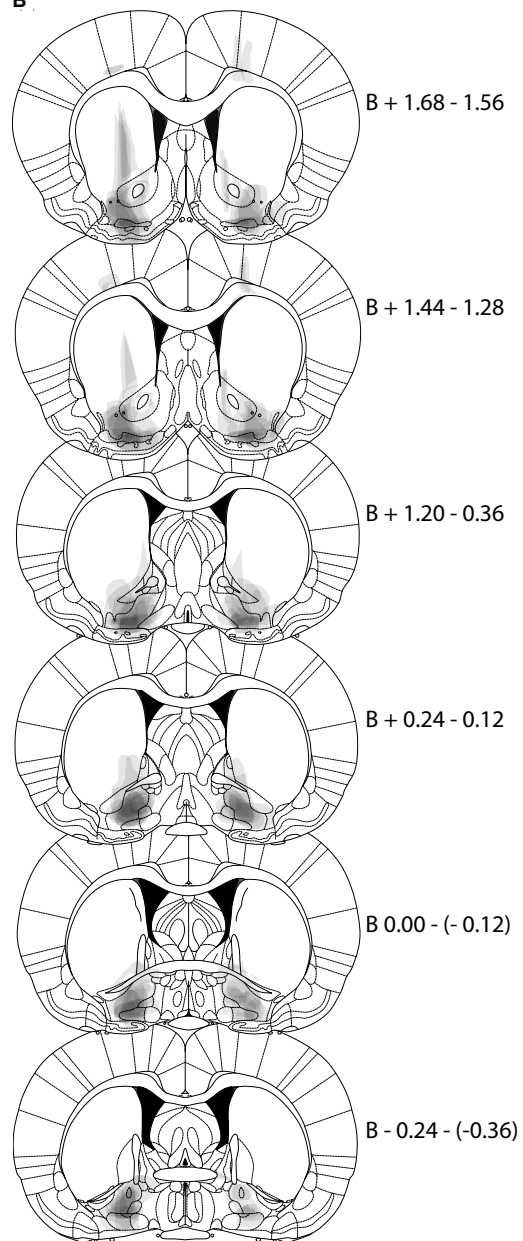 B
B + 1.68 - 1.56
B + 1.44 - 1.28
B + 1.20 - 0.36
B + 0.24 - 0.12
B 0.00 - (- 0.12)
B - 0.24 - (-0.36)